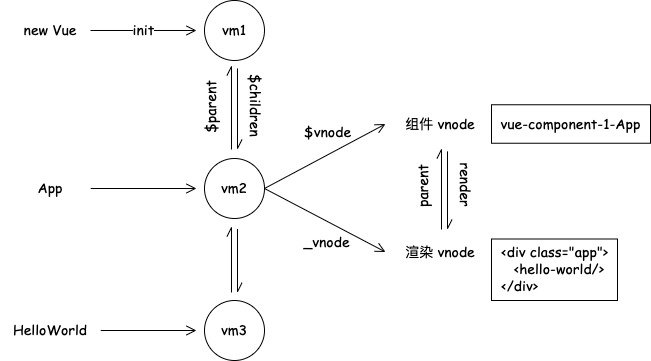 new Vue
init
vm1
$parent
$children
$vnode
组件 vnode
vue-component-1-App
App
vm2
parent
render
_vnode
渲染 vnode
<div class="app">
<hello-world/>
</div>
HelloWorld
vm3